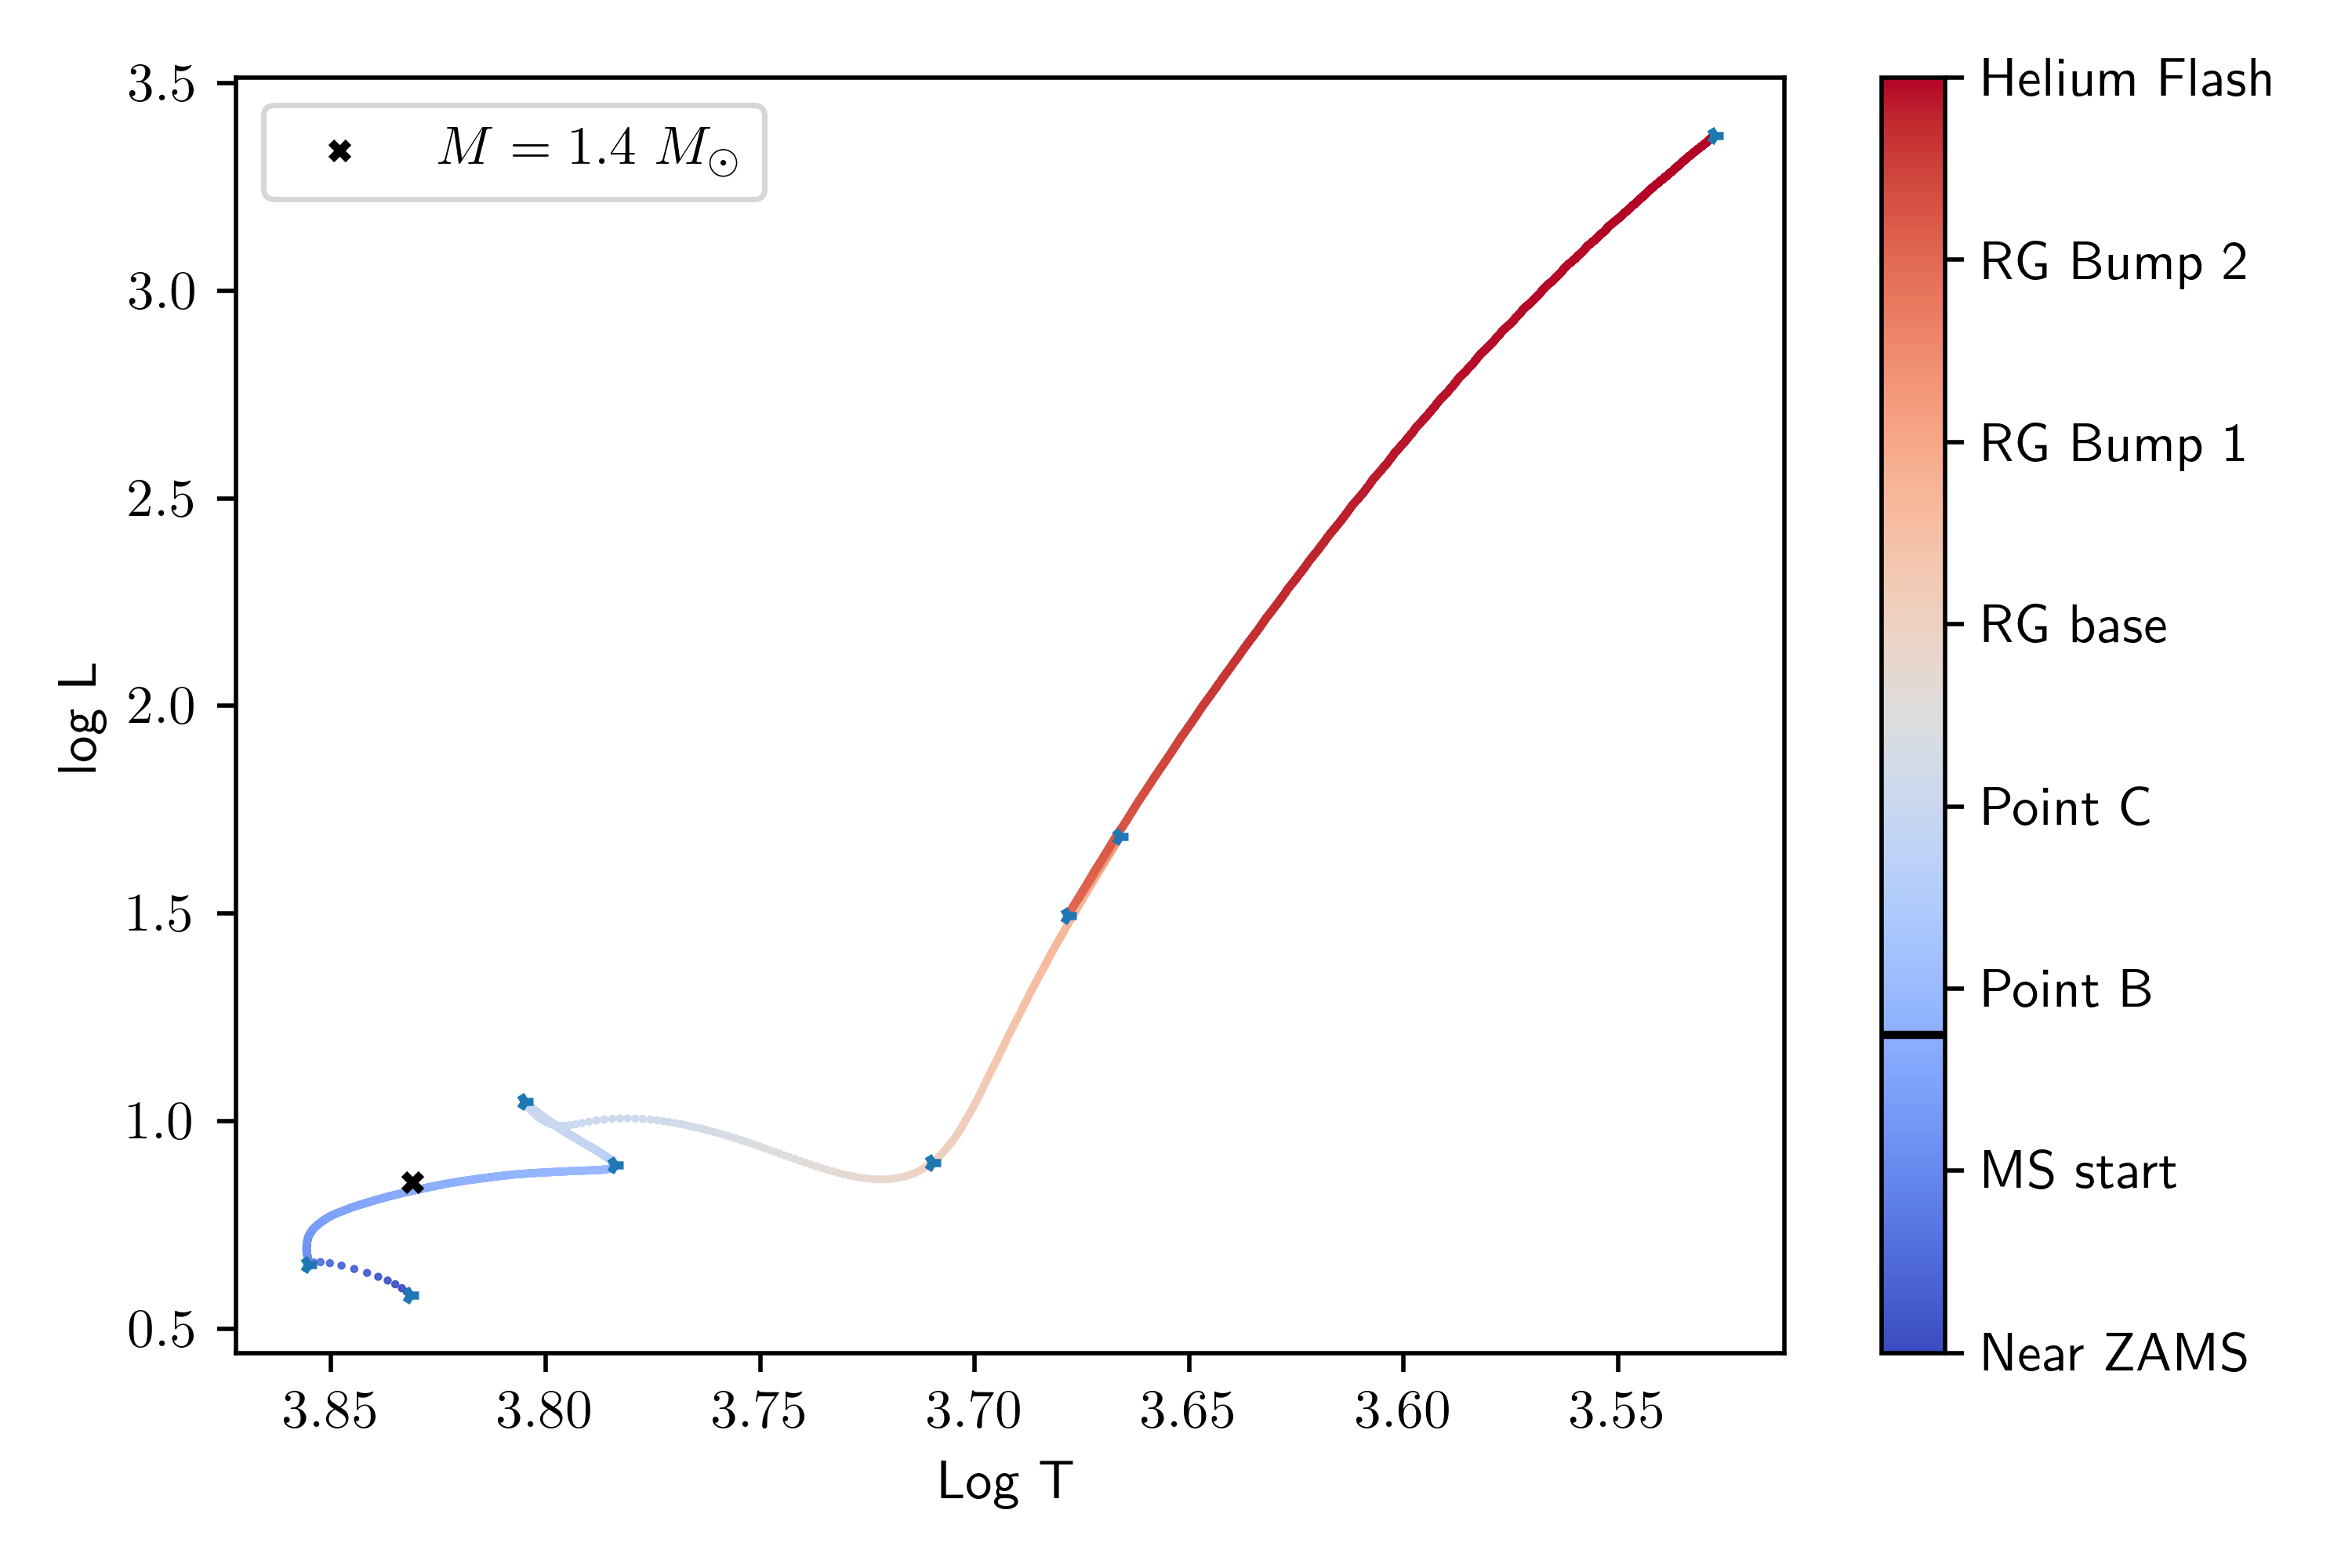 M = 1.4 M⊙
3.5
3.0
2.5
2.0
1.5
1.0
0.5
log L
3.85 3.80 3.75 3.70 3.65 3.60 3.55
Log T
Helium Flash
RG Bump 2
RG Bump 1
RG base
Point C
Point B
MS start
Near ZAMS